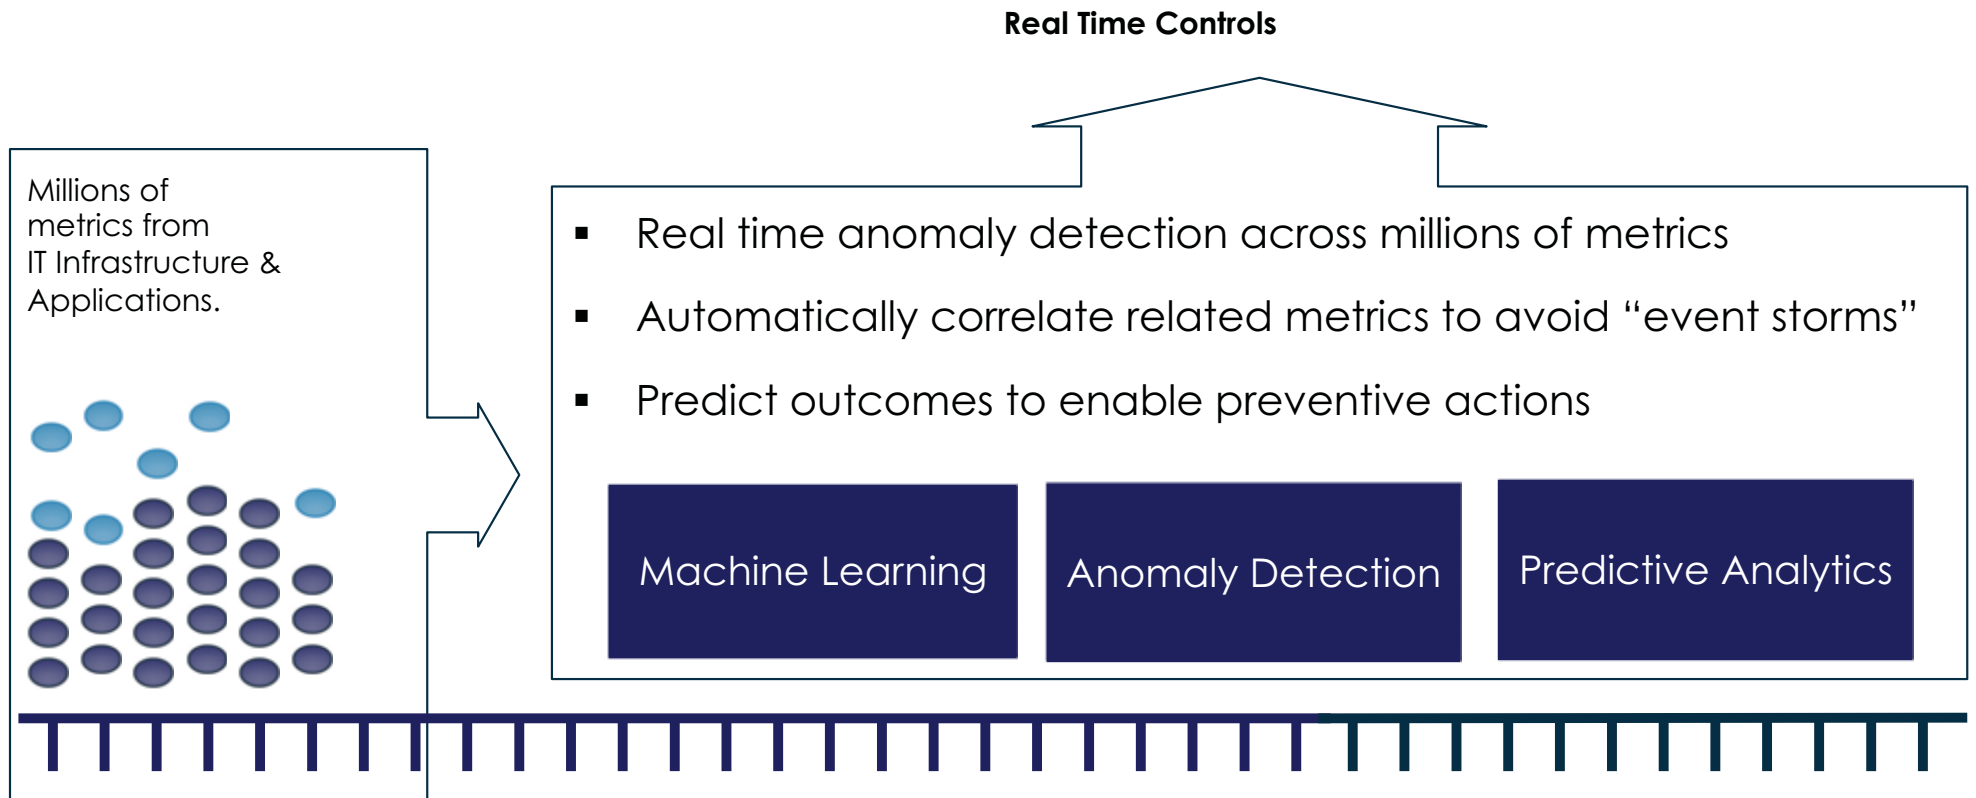 Real Time Controls
Millions of
metrics from
IT Infrastructure &
Applications.
▪ Real time anomaly detection across millions of metrics
▪ Automatically correlate related metrics to avoid “event storms”
▪ Predict outcomes to enable preventive actions
Machine Learning
Anomaly Detection
Predictive Analytics